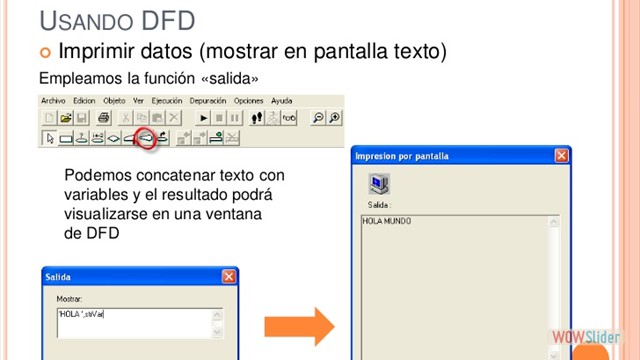 USANDO DFD
Imprimir datos (mostrar en pantalla texto)
Empleamos la función «salida»
Archivo Edicion Objeto Ver Ejecución Depuración Opciones Ayuda
Podemos concatenar texto con
variables y el resultado podrá
visualizarse en una ventana
de DFD
Impresion por pantalla
Salida :
HOLA MUNDO
Salida
Mostrar:
'HOLA ',strVar
WOWSlider